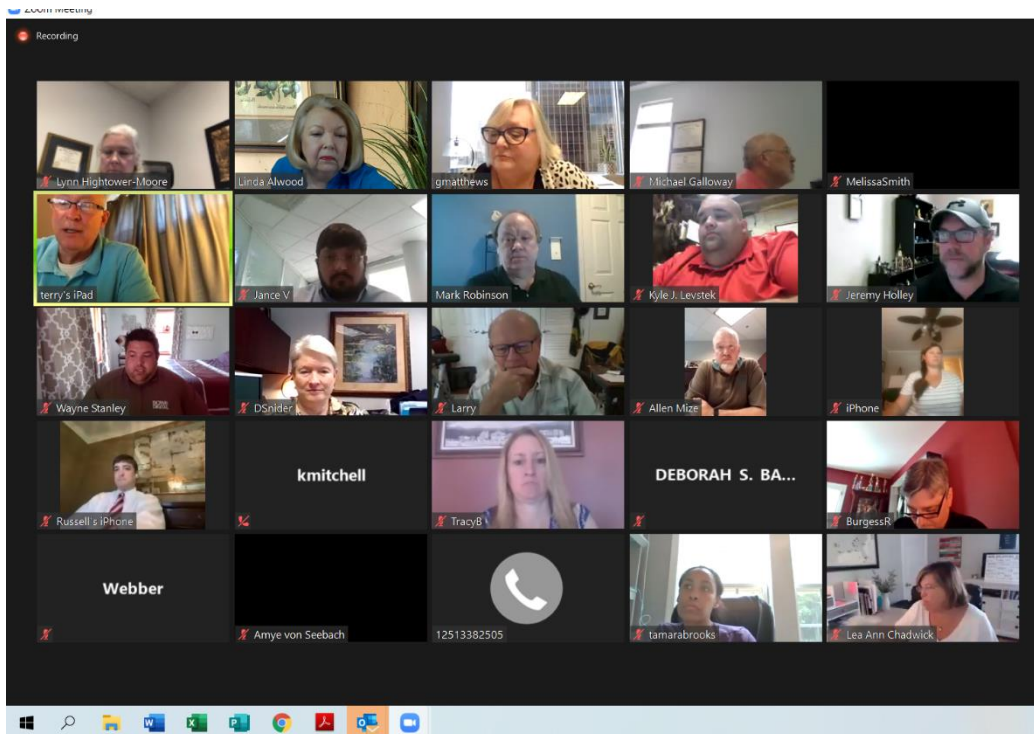 Zoom Meeting
Recording
Lynn Hightower-Moore
Linda Alwood
gmatthews
Michael Galloway
MelissaSmith
terry's iPad
Jance V
Mark Robinson
Kyle J. Levstek
Jeremy Holley
Wayne Stanley
DSnider
Larry
Allen Mize
iPhone
Russell's iPhone
kmitchell
TracyB
DEBORAH S. BA...
BurgessR
Webber
Amye von Seebach
12513382505
tamarabrooks
Lea Ann Chadwick